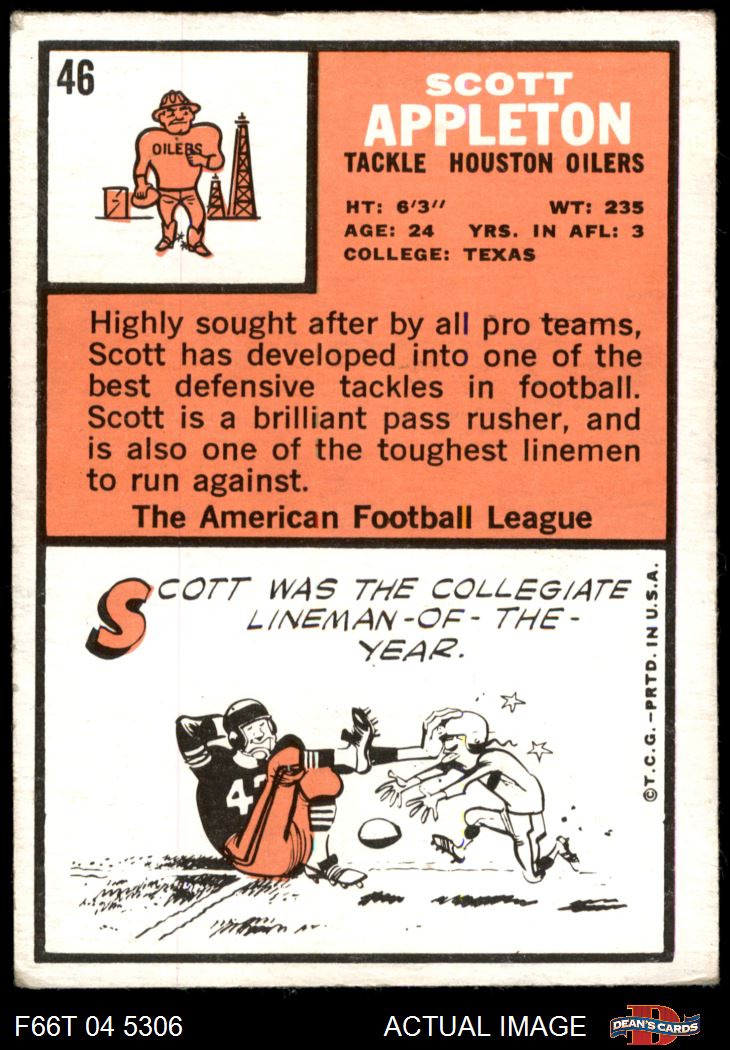 46
OILERS
SCOTT
APPLETON
TACKLE HOUSTON OILERS
HT: 6'3" WT: 235
AGE: 24 YRS. IN AFL: 3
COLLEGE: TEXAS
Highly sought after by all pro teams,
Scott has developed into one of the
best defensive tackles in football.
Scott is a brilliant pass rusher, and
is also one of the toughest linemen
to run against.
The American Football League
SCOTT WAS THE COLLEGIATE
LINEMAN-OF-THE-
YEAR.
©T.C.G.-PRTD. IN U.S.A.
F66T 04 5306
ACTUAL IMAGE
D
DEAN'S CARDS